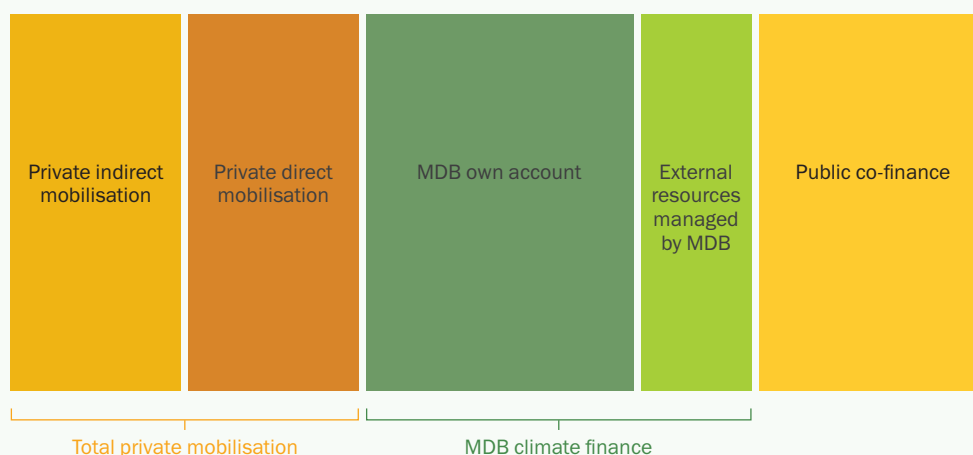 Private indirect
mobilisation
Private direct
mobilisation
MDB own account
External
resources
managed
by MDB
Public co-finance
Total private mobilisation
MDB climate finance